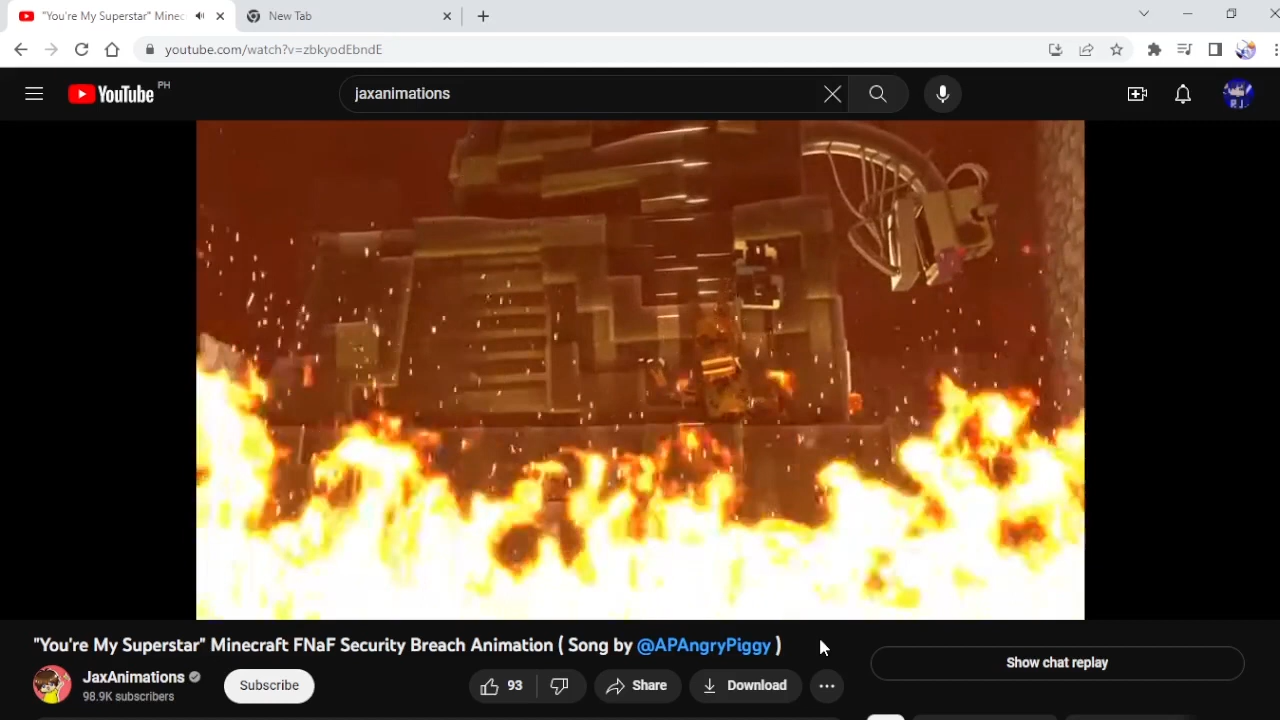 "You're My Superstar" Minec
New Tab
youtube.com/watch?v=zbkyodEbndE
YouTube PH
jaxanimations
"You're My Superstar" Minecraft FNaF Security Breach Animation ( Song by @APAngryPiggy )
JaxAnimations
98.9K subscribers
Subscribe
93
Share
Download
Show chat replay